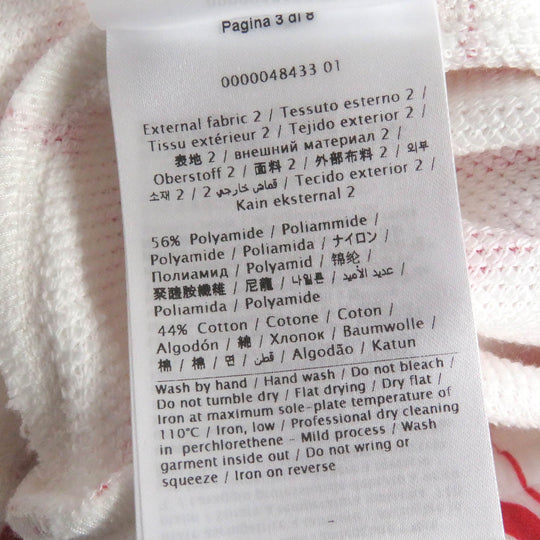 Pagina 3 di 8
0000048433 01
External fabric 2 / Tessuto esterno 2 /
Tissu extérieur 2 / Tejido exterior 2 /
表地 2 / внешний материал 2 /
Oberstoff 2 / 面料 2 / 外部布料 2 / 외부
소재 2 / 2 قماش خارجي / Tecido exterior 2 /
Kain eksternal 2
56% Polyamide / Poliammide /
Polyamide / Poliamida / ナイロン /
Полиамид / Polyamid / 锦纶 /
聚醯胺纖維 / 尼龍 / 나일론 / عديد الأميد /
Poliamida / Polyamide
44% Cotton / Cotone / Coton /
Algodón / 綿 / Хлопок / Baumwolle /
棉 / 棉 / 면 / قطن / Algodão / Katun
Wash by hand / Hand wash / Do not bleach /
Do not tumble dry / Flat drying / Dry flat /
Iron at maximum sole-plate temperature of
110°C / Iron, low / Professional dry cleaning
in perchlorethene - Mild process / Wash
garment inside out / Do not wring or
squeeze / Iron on reverse